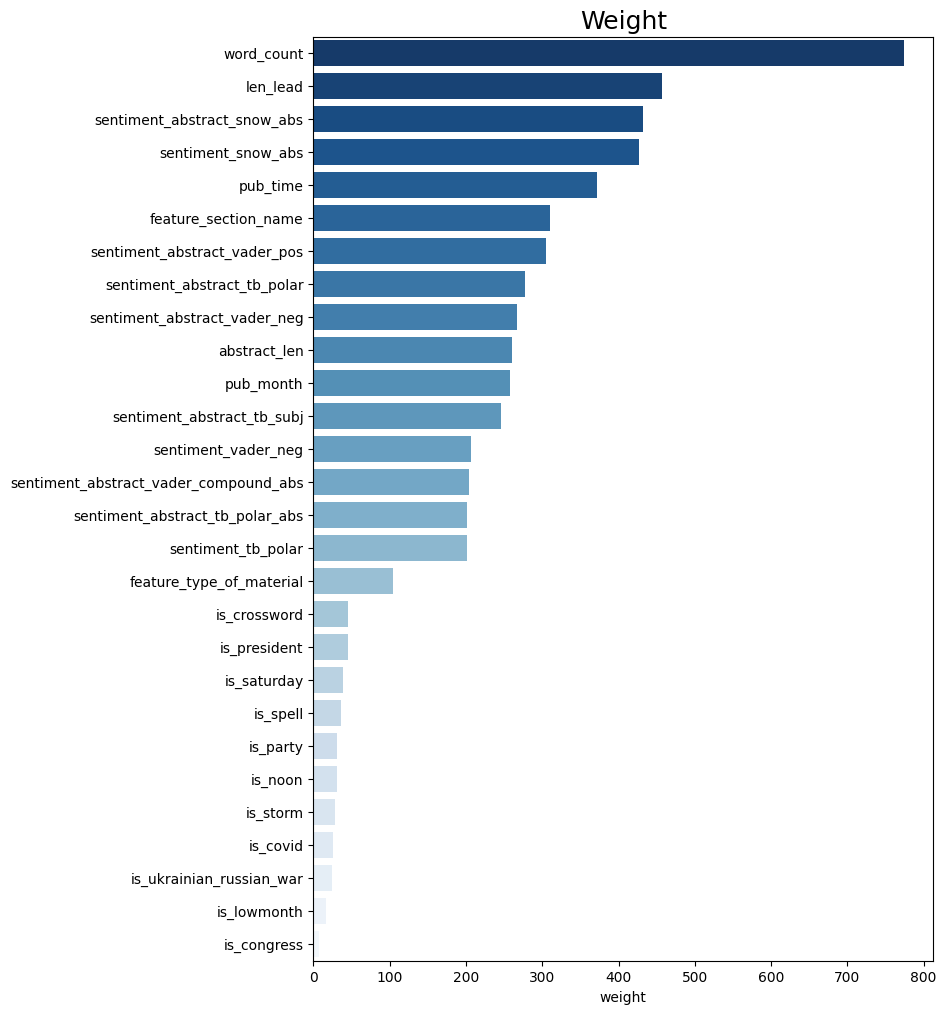 Weight
word_count
len_lead
sentiment_abstract_snow_abs
sentiment_snow_abs
pub_time
feature_section_name
sentiment_abstract_vader_pos
sentiment_abstract_tb_polar
sentiment_abstract_vader_neg
abstract_len
pub_month
sentiment_abstract_tb_subj
sentiment_vader_neg
sentiment_abstract_vader_compound_abs
sentiment_abstract_tb_polar_abs
sentiment_tb_polar
feature_type_of_material
is_crossword
is_president
is_saturday
is_spell
is_party
is_noon
is_storm
is_covid
is_ukrainian_russian_war
is_lowmonth
is_congress
0 100 200 300 400 500 600 700 800
weight